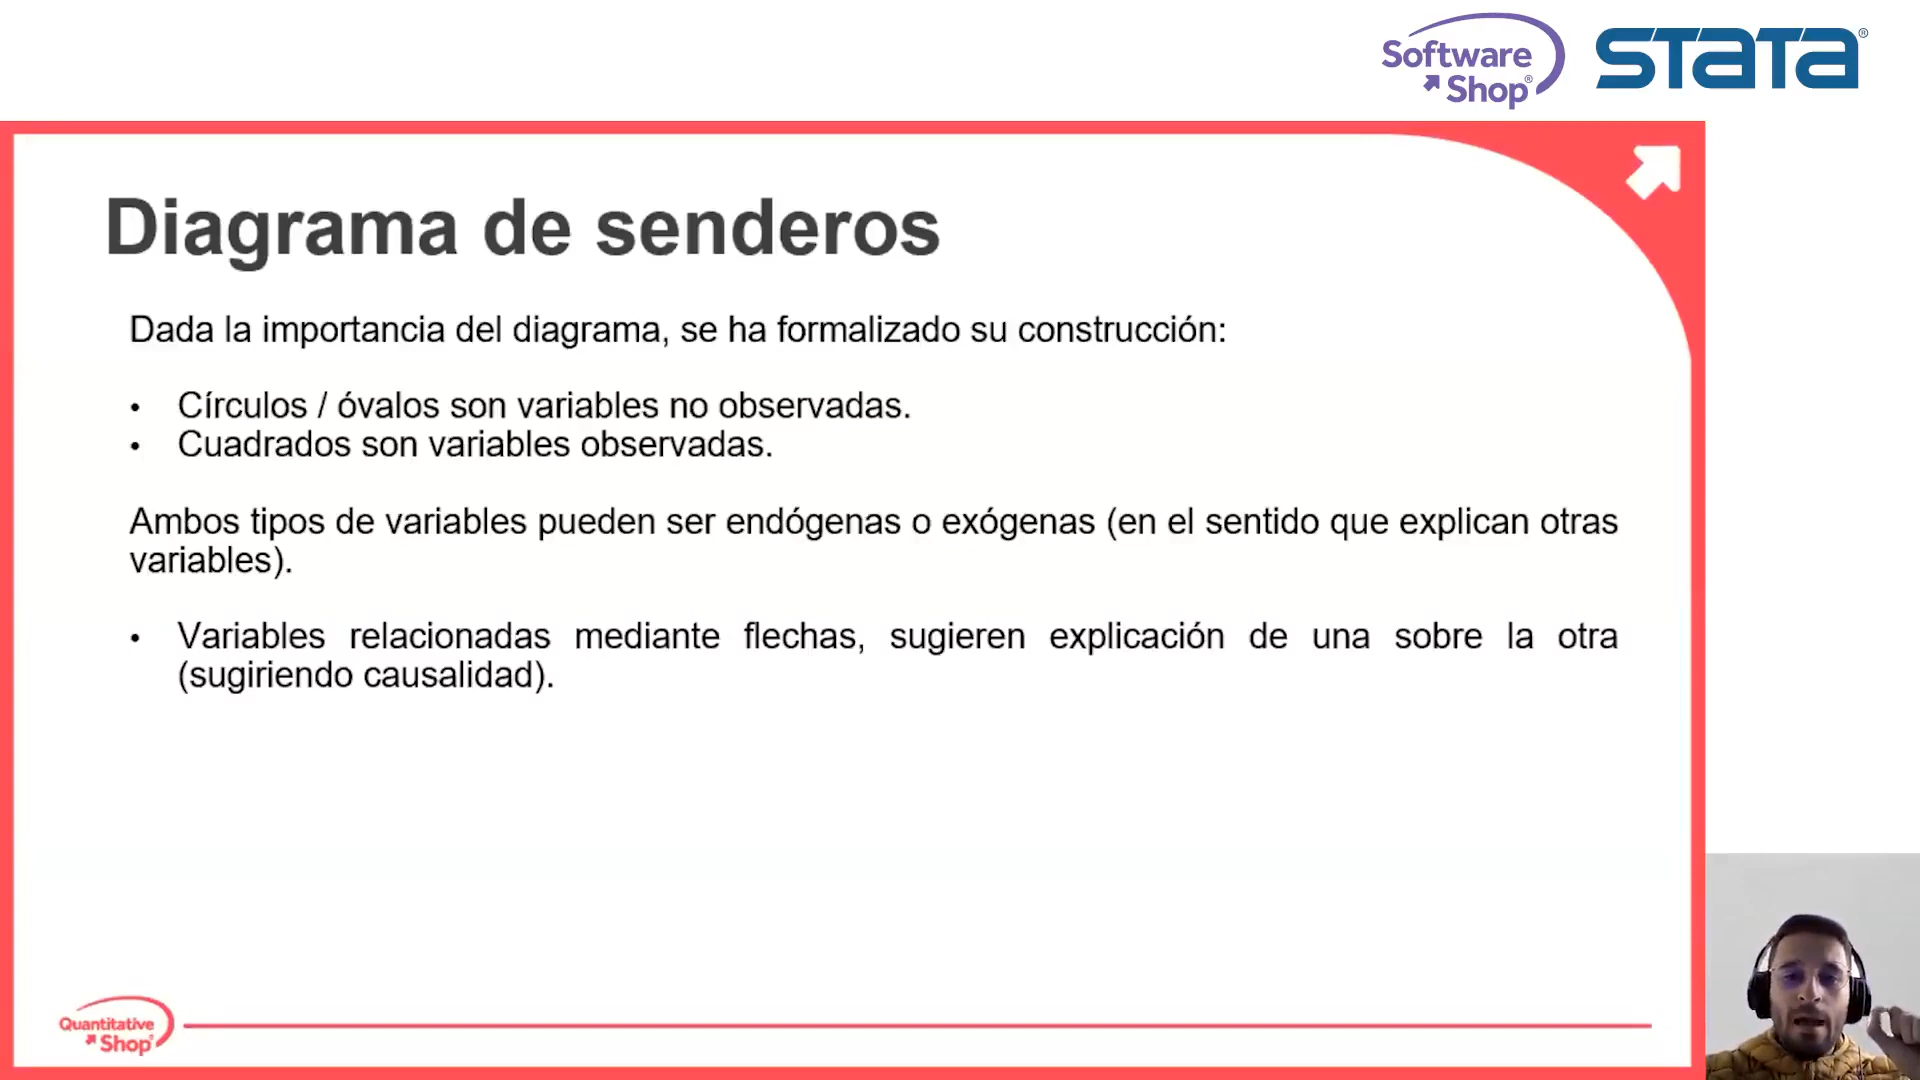 Software
Shop®
stata®
Diagrama de senderos
Dada la importancia del diagrama, se ha formalizado su construcción:
• Círculos / óvalos son variables no observadas.
• Cuadrados son variables observadas.
Ambos tipos de variables pueden ser endógenas o exógenas (en el sentido que explican otras
variables).
• Variables relacionadas mediante flechas, sugieren explicación de una sobre la otra
(sugiriendo causalidad).
Quantitative
Shop®